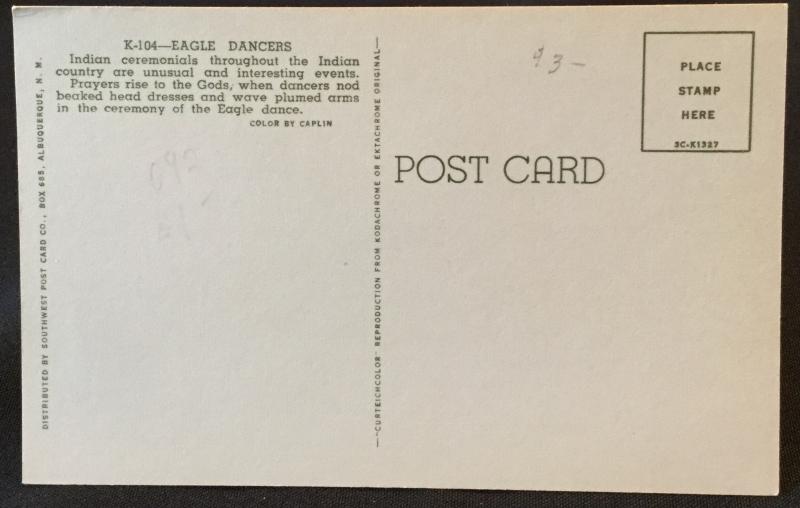 K-104—EAGLE DANCERS
Indian ceremonials throughout the Indian
country are unusual and interesting events.
Prayers rise to the Gods, when dancers nod
beaked head dresses and wave plumed arms
in the ceremony of the Eagle dance.
COLOR BY CAPLIN
DISTRIBUTED BY SOUTHWEST POST CARD CO., BOX 685, ALBUQUERQUE, N. M.
—"CURTEICHCOLOR" REPRODUCTION FROM KODACHROME OR EKTACHROME ORIGINAL—
POST CARD
PLACE
STAMP
HERE
3C-K1327
93-